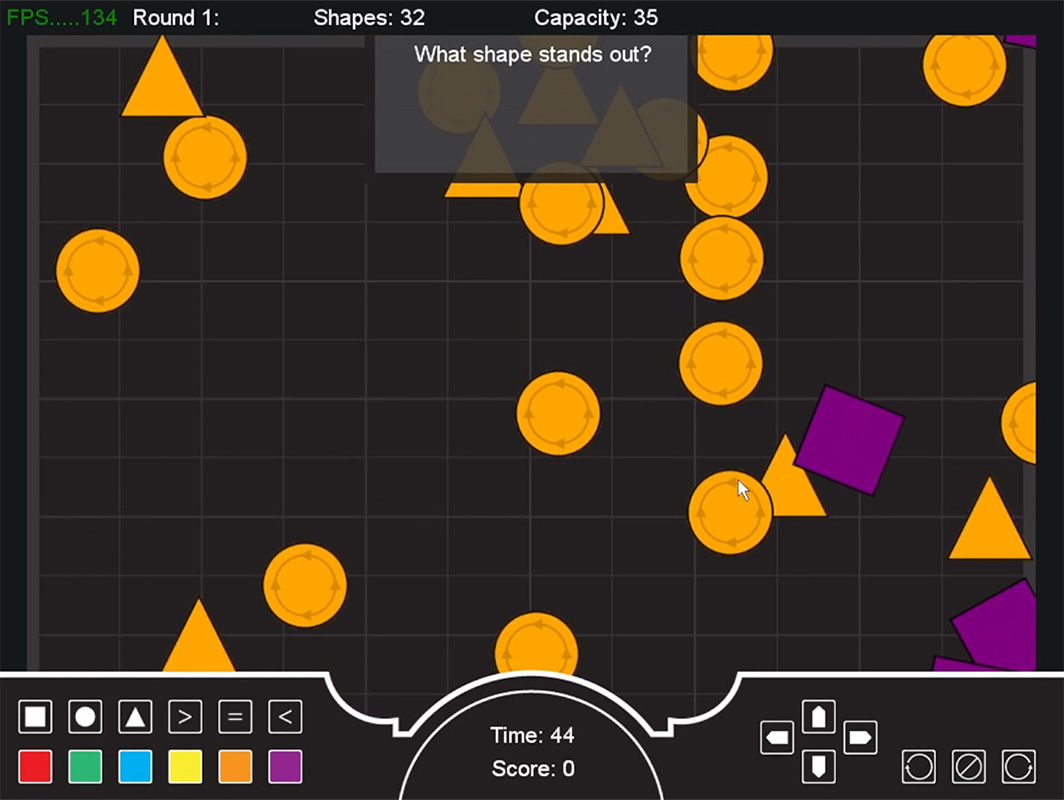 FPS.....134 Round 1: Shapes: 32 Capacity: 35
What shape stands out?
> = <
Time: 44
Score: 0